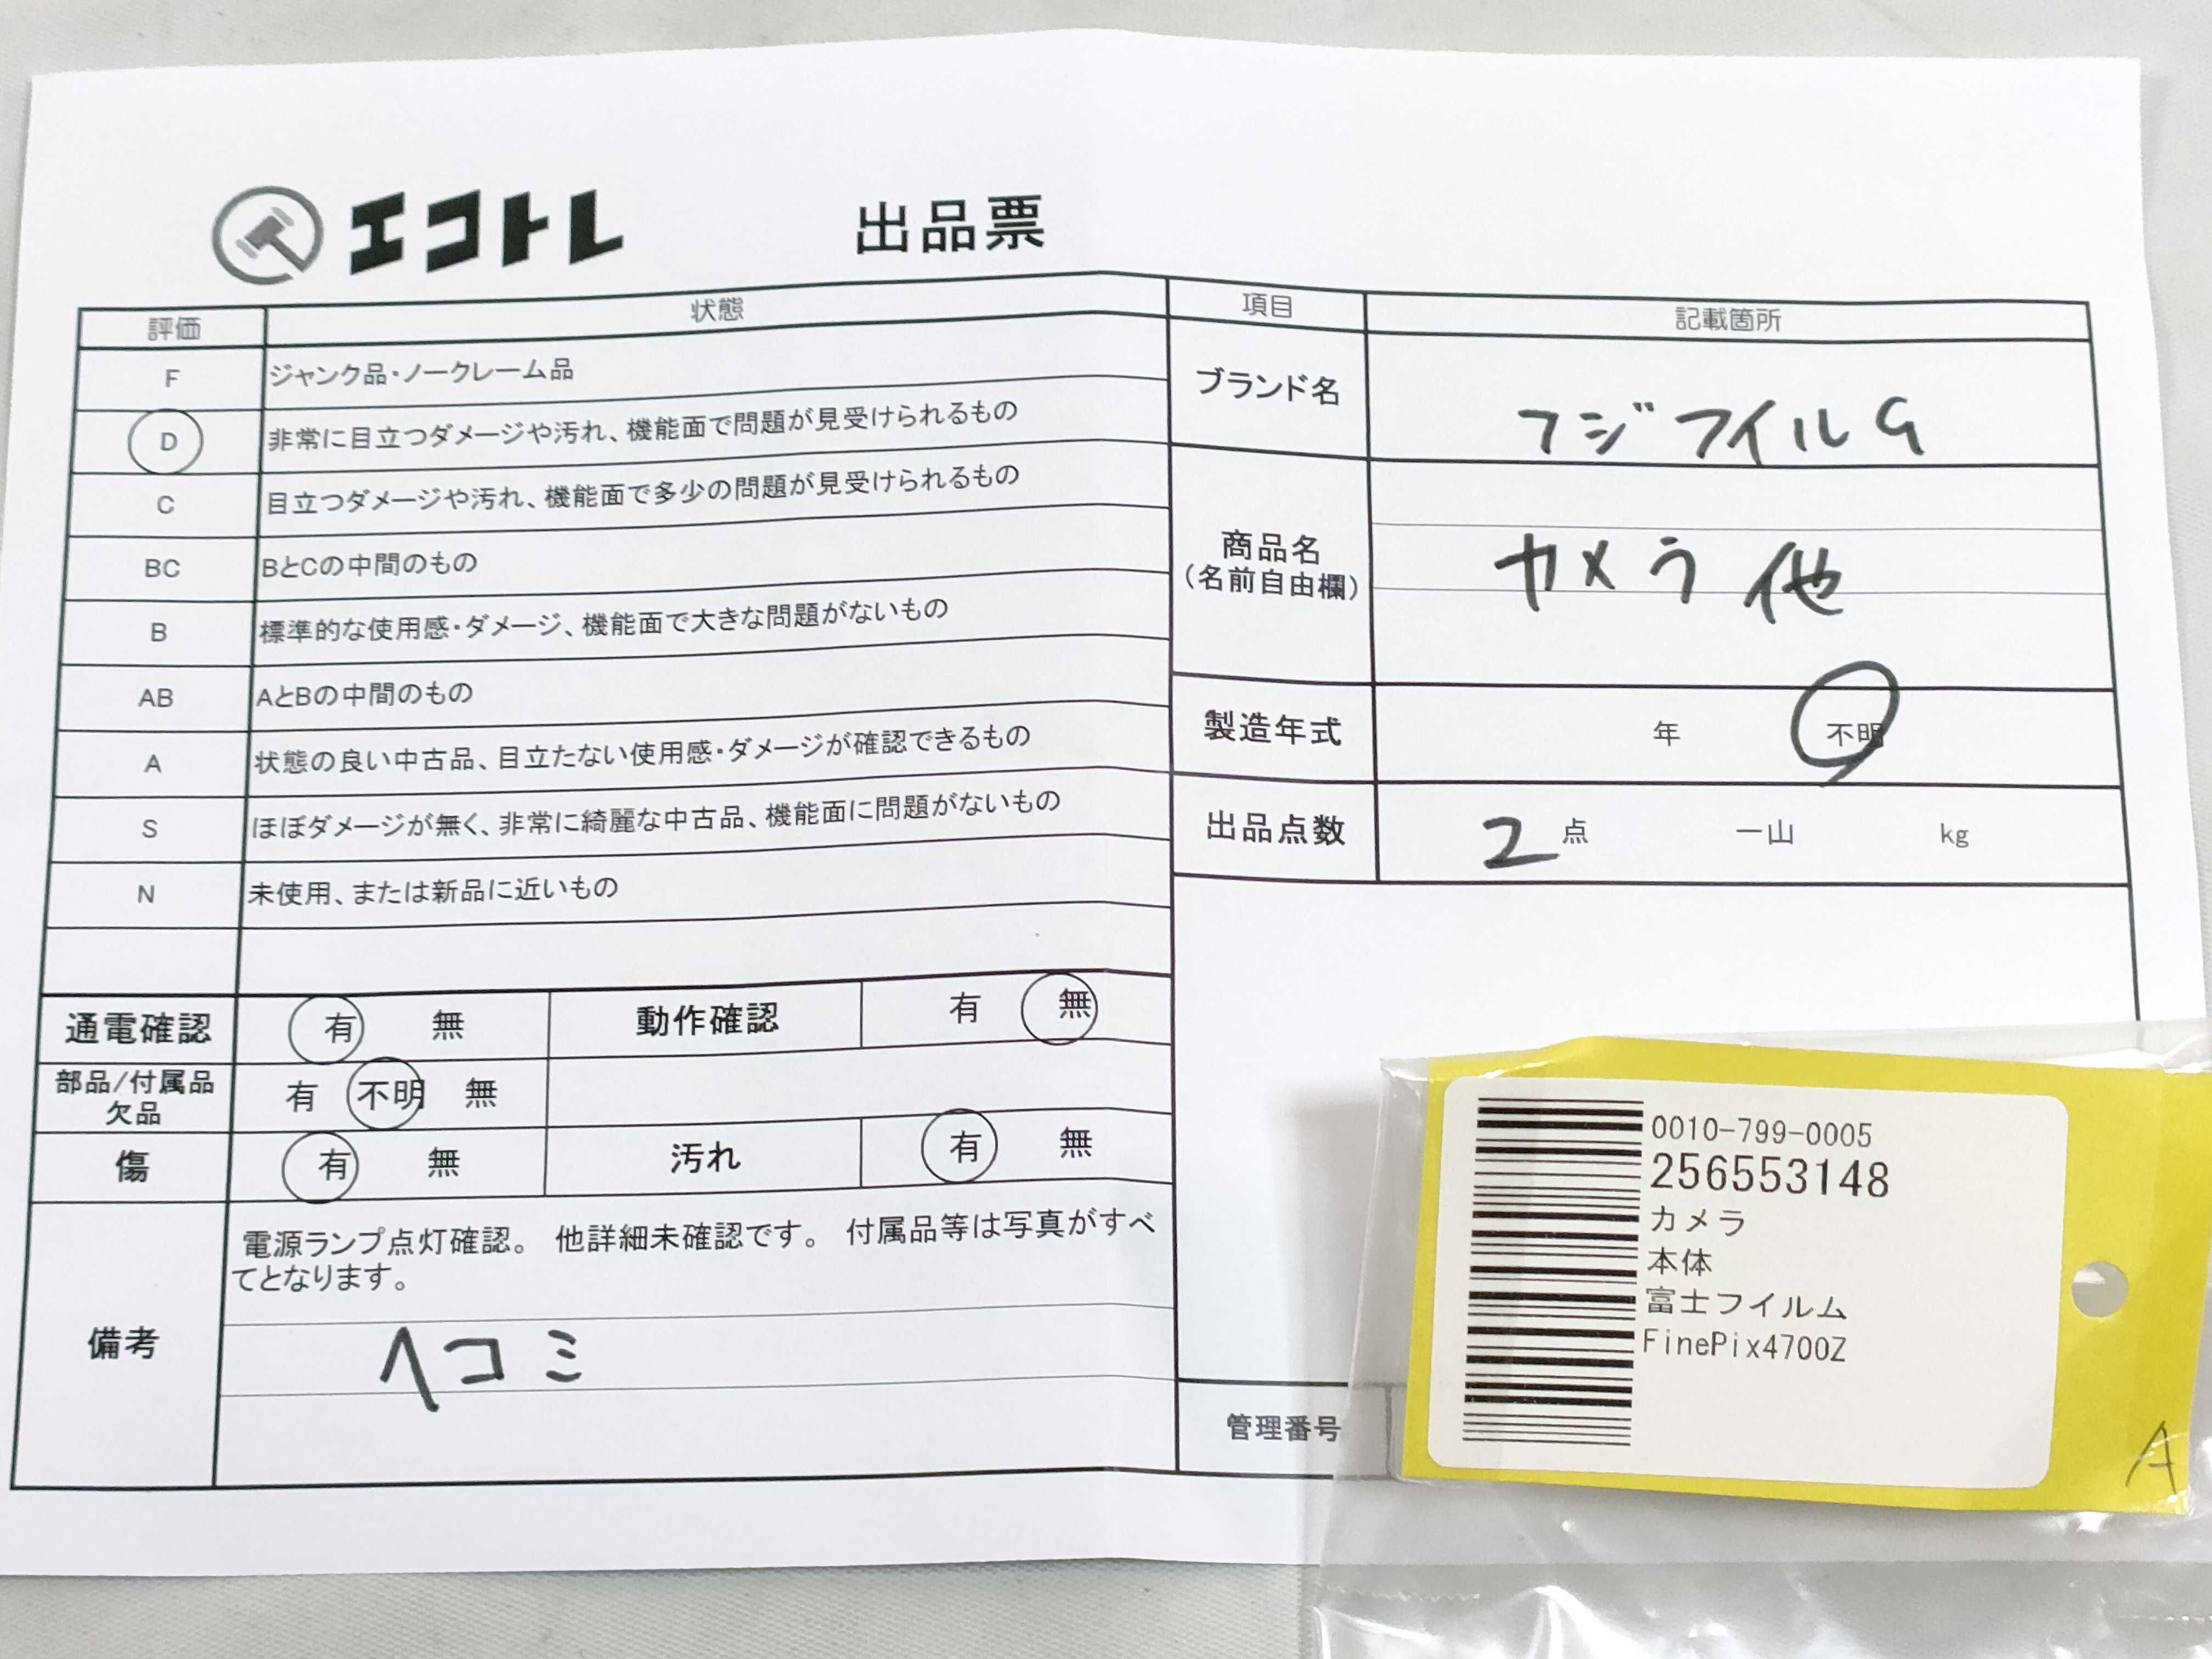 エコトレ 出品票
評価 状態
F ジャンク品・ノークレーム品
D 非常に目立つダメージや汚れ、機能面で問題が見受けられるもの
C 目立つダメージや汚れ、機能面で多少の問題が見受けられるもの
BC BとCの中間のもの
B 標準的な使用感・ダメージ、機能面で大きな問題がないもの
AB AとBの中間のもの
A 状態の良い中古品、目立たない使用感・ダメージが確認できるもの
S ほぼダメージが無く、非常に綺麗な中古品、機能面に問題がないもの
N 未使用、または新品に近いもの
通電確認 有 無 動作確認 有 無
部品/付属品
欠品 有 不明 無
傷 有 無 汚れ 有 無
備考
電源ランプ点灯確認。 他詳細未確認です。 付属品等は写真がすべ
てとなります。
ヘコミ
項目 記載箇所
ブランド名 フジフイルム
商品名
(名前自由欄) カメラ 他
製造年式 年 不明
出品点数 2点 一山 kg
管理番号
0010-799-0005
256553148
カメラ
本体
富士フイルム
FinePix4700Z
A